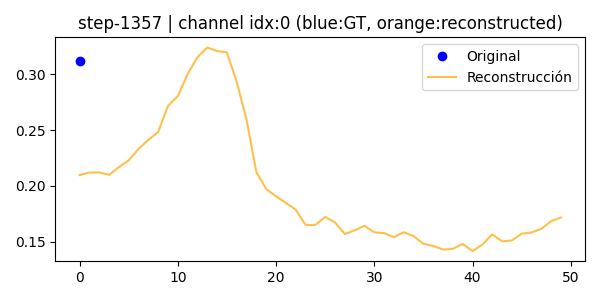 step-1357 | channel idx:0 (blue:GT, orange:reconstructed)
Original
Reconstrucción
0.30
0.25
0.20
0.15
0 10 20 30 40 50